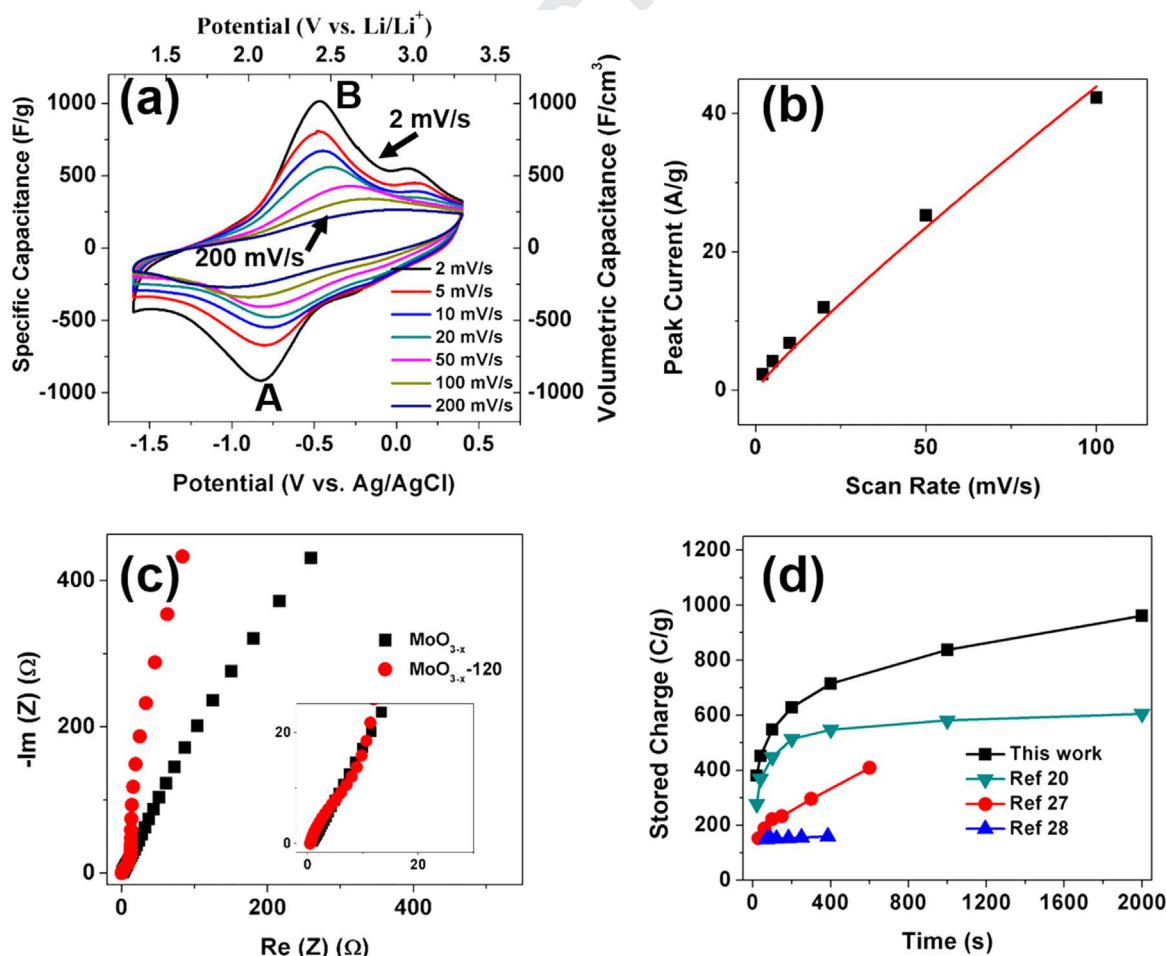 Potential (V vs. Li/Li+)
1.5 2.0 2.5 3.0 3.5
(a)
B
2 mV/s
200 mV/s
A
1000
500
0
-500
-1000
Specific Capacitance (F/g)
1000
500
0
-500
-1000
Volumetric Capacitance (F/cm3)
2 mV/s
5 mV/s
10 mV/s
20 mV/s
50 mV/s
100 mV/s
200 mV/s
-1.5 -1.0 -0.5 0.0 0.5
Potential (V vs. Ag/AgCl)
(b)
40
20
0
Peak Current (A/g)
0 50 100
Scan Rate (mV/s)
(c)
400
200
0
-Im (Z) (Ω)
MoO3-x
MoO3-x-120
20
0
0 20
0 200 400
Re (Z) (Ω)
(d)
1000
800
600
400
200
0
Stored Charge (C/g)
This work
Ref 20
Ref 27
Ref 28
0 400 800 1200 1600 2000
Time (s)